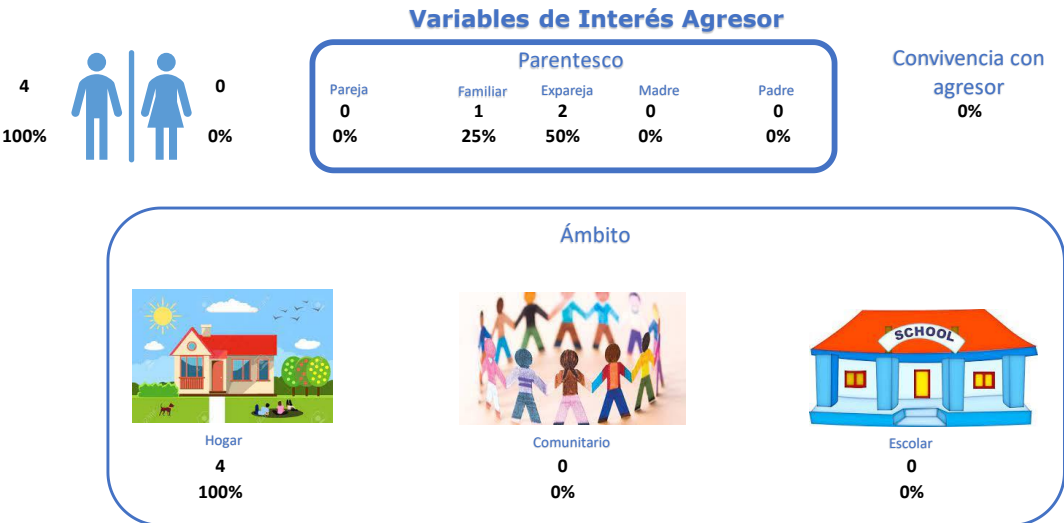 Variables de Interés Agresor
4
100%
0
0%
Parentesco
Pareja
0
0%
Familiar
1
25%
Expareja
2
50%
Madre
0
0%
Padre
0
0%
Convivencia con
agresor
0%
Ámbito
SCHOOL
Hogar
4
100%
Comunitario
0
0%
Escolar
0
0%